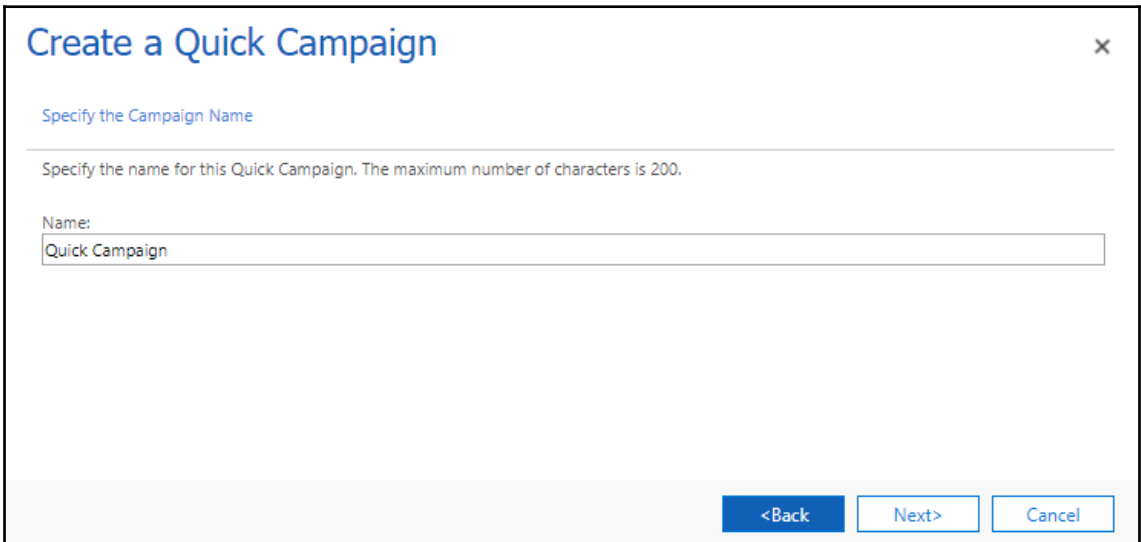 Create a Quick Campaign
Specify the Campaign Name
Specify the name for this Quick Campaign. The maximum number of characters is 200.
Name:
Quick Campaign
<Back
Next>
Cancel